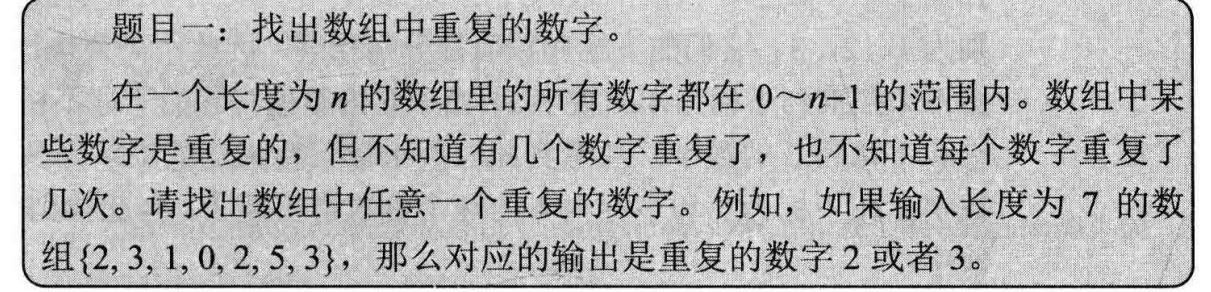 题目一：找出数组中重复的数字。
在一个长度为 n 的数组里的所有数字都在 0～n-1 的范围内。数组中某
些数字是重复的，但不知道有几个数字重复了，也不知道每个数字重复了
几次。请找出数组中任意一个重复的数字。例如，如果输入长度为 7 的数
组{2, 3, 1, 0, 2, 5, 3}，那么对应的输出是重复的数字 2 或者 3。